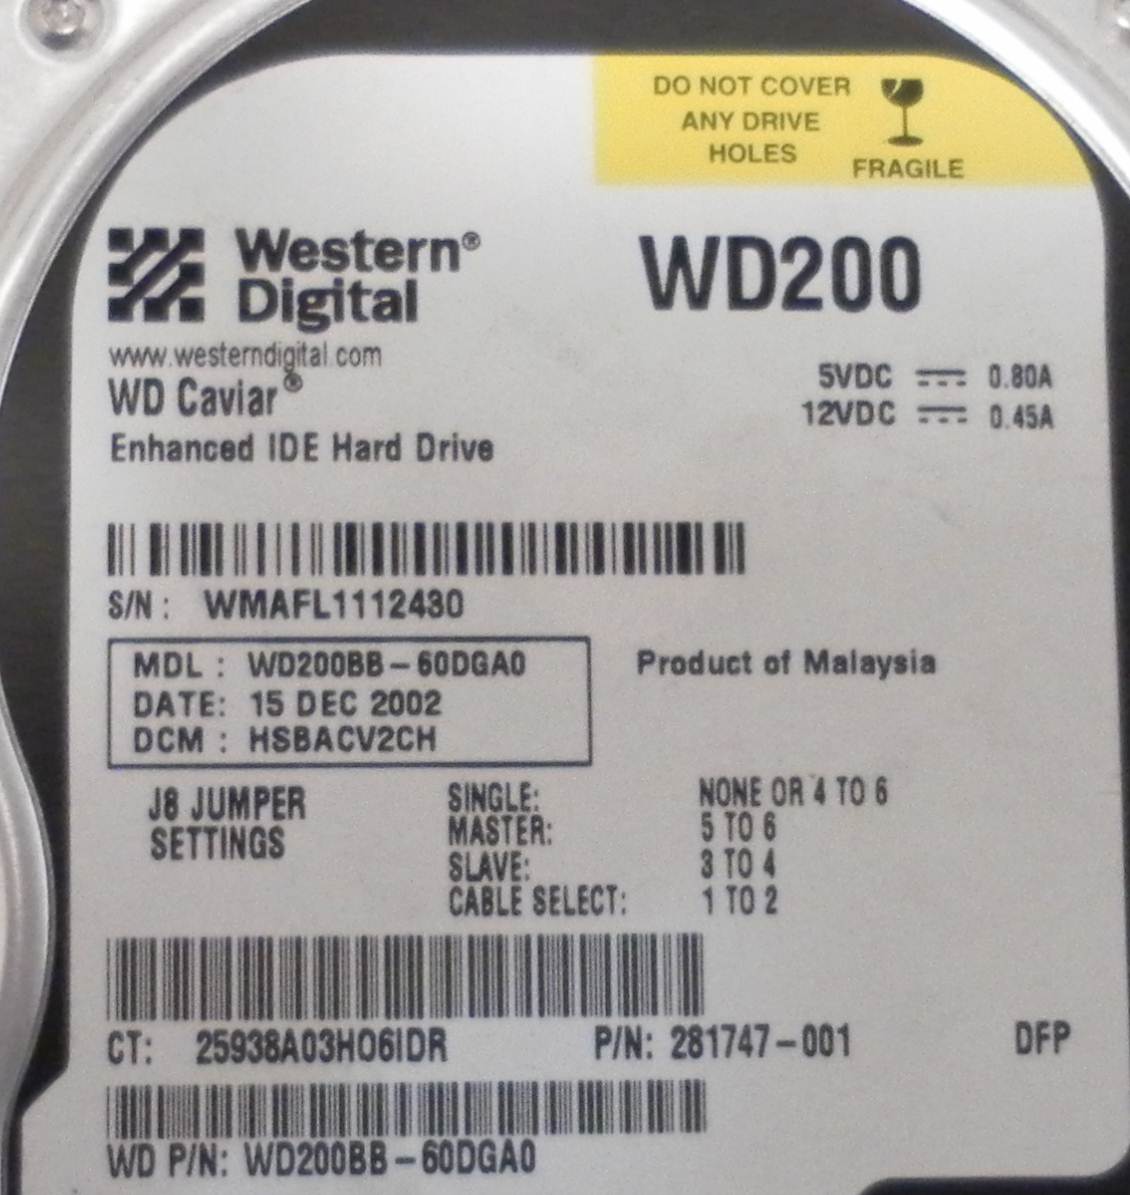 DO NOT COVER
ANY DRIVE
HOLES
FRAGILE
Western®
Digital
WD200
www.westerndigital.com
WD Caviar®
Enhanced IDE Hard Drive
5VDC 0.80A
12VDC 0.45A
S/N : WMAFL1112430
MDL : WD200BB-60DGA0
DATE: 15 DEC 2002
DCM : HSBACV2CH
Product of Malaysia
J8 JUMPER
SETTINGS
SINGLE: NONE OR 4 TO 6
MASTER: 5 TO 6
SLAVE: 3 TO 4
CABLE SELECT: 1 TO 2
CT: 25938A03HO6IDR P/N: 281747-001 DFP
WD P/N: WD200BB-60DGA0